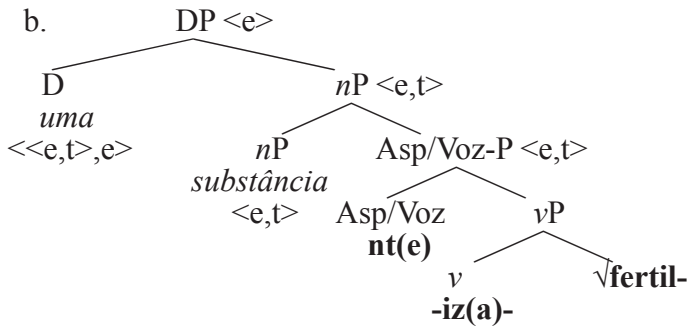 b. DP <e>
D nP <e,t>
uma
<<e,t>,e>
nP Asp/Voz-P <e,t>
substância
<e,t> Asp/Voz vP
nt(e)
v √fertil-
-iz(a)-